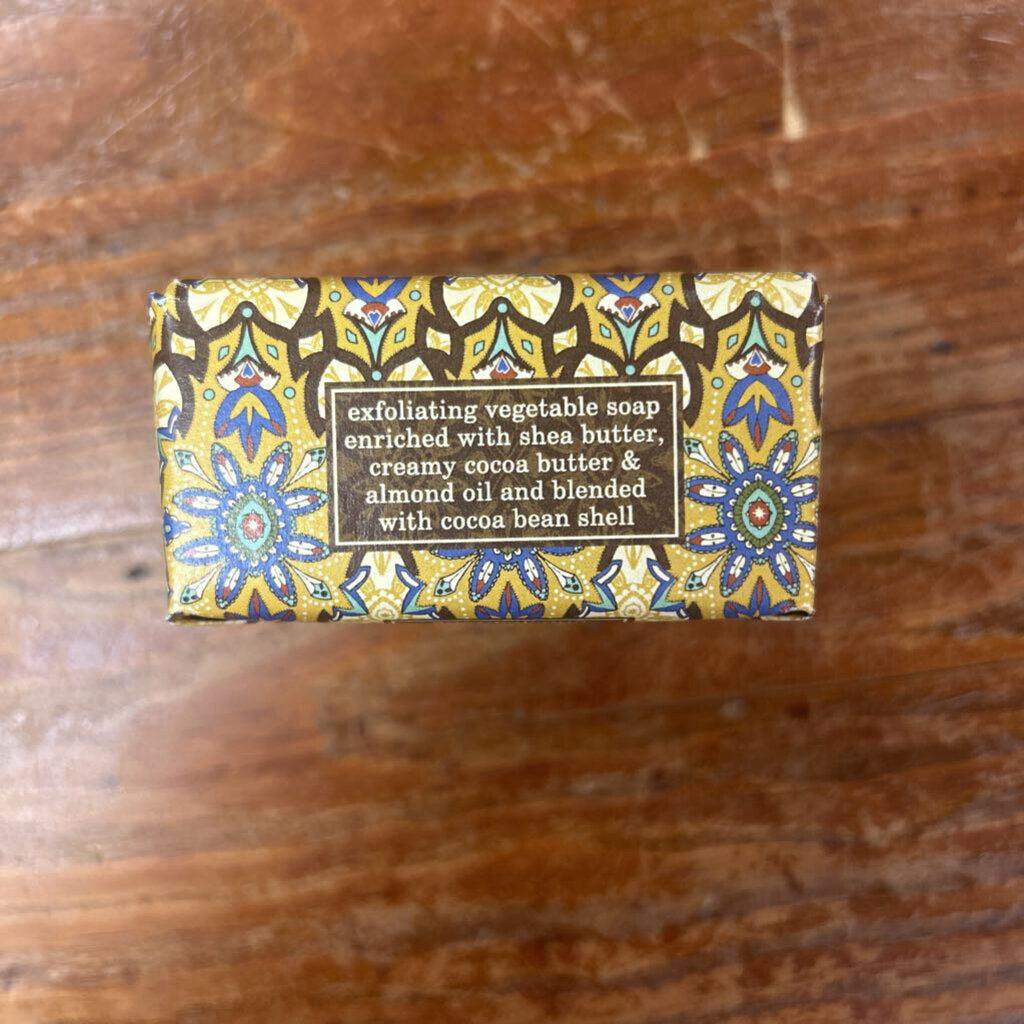 exfoliating vegetable soap
enriched with shea butter,
creamy cocoa butter &
almond oil and blended
with cocoa bean shell